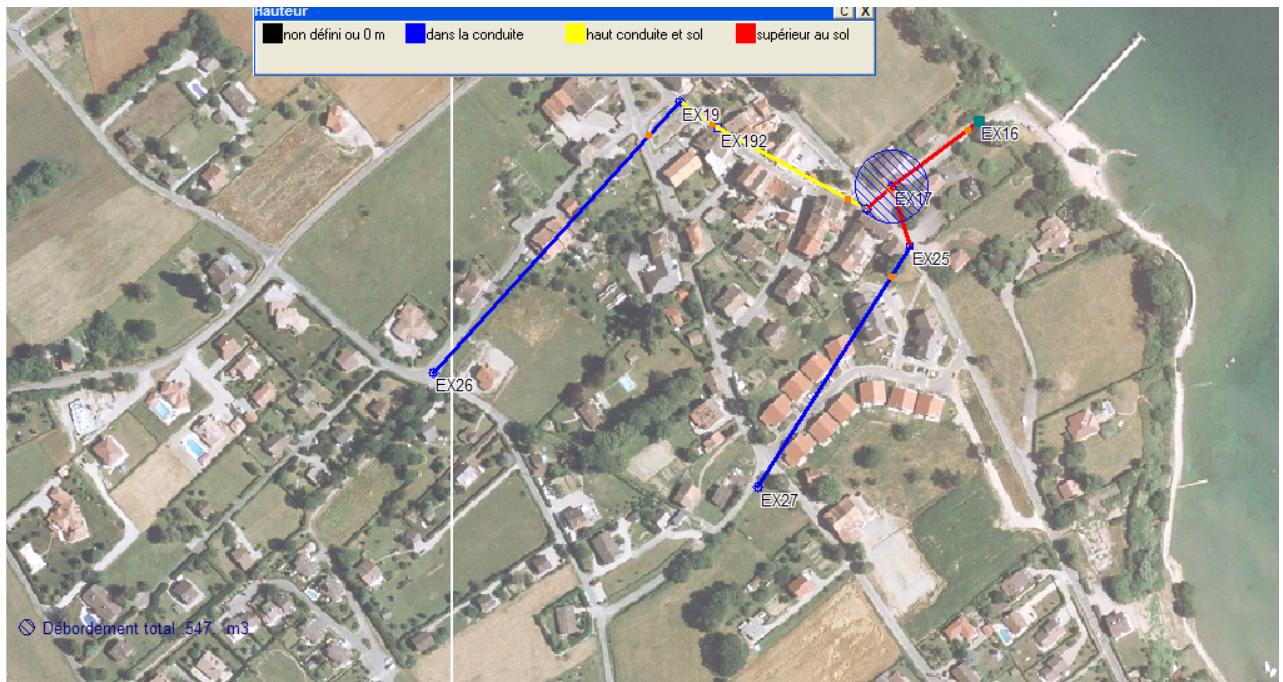 Hauteur C X
non défini ou 0 m dans la conduite haut conduite et sol supérieur au sol
EX19
EX192
EX16
EX17
EX25
EX26
EX27
Débordement total 547 m3